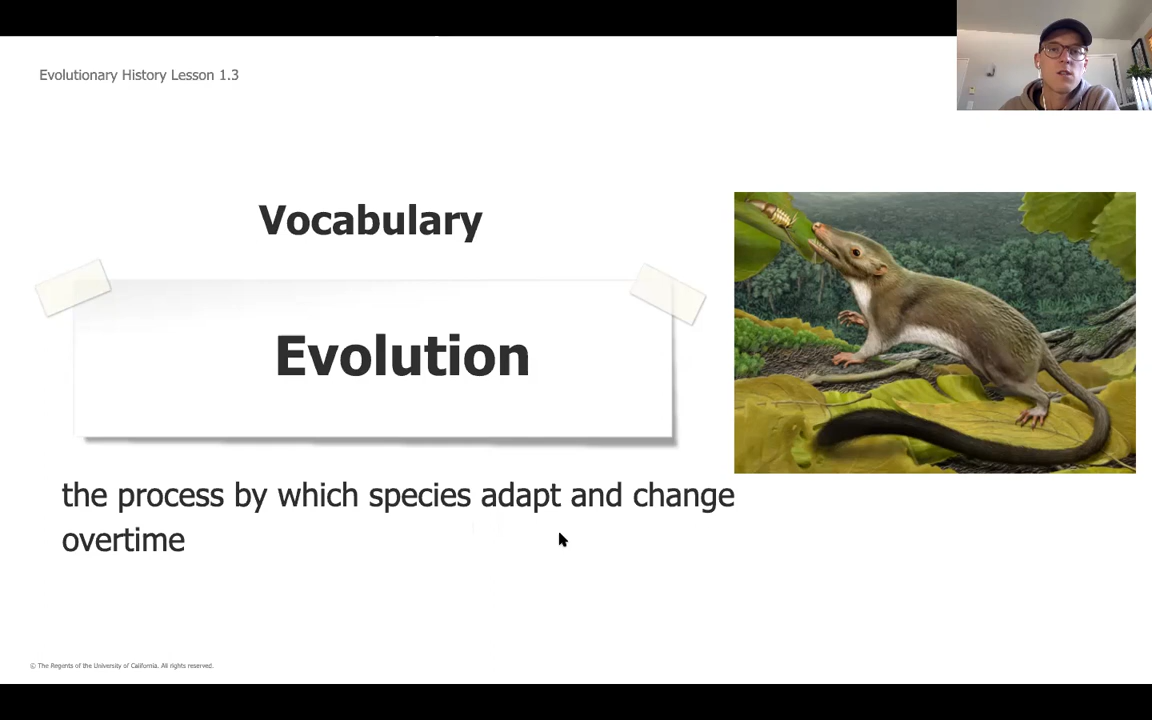 Evolutionary History Lesson 1.3
Vocabulary
Evolution
the process by which species adapt and change
overtime
© The Regents of the University of California. All rights reserved.